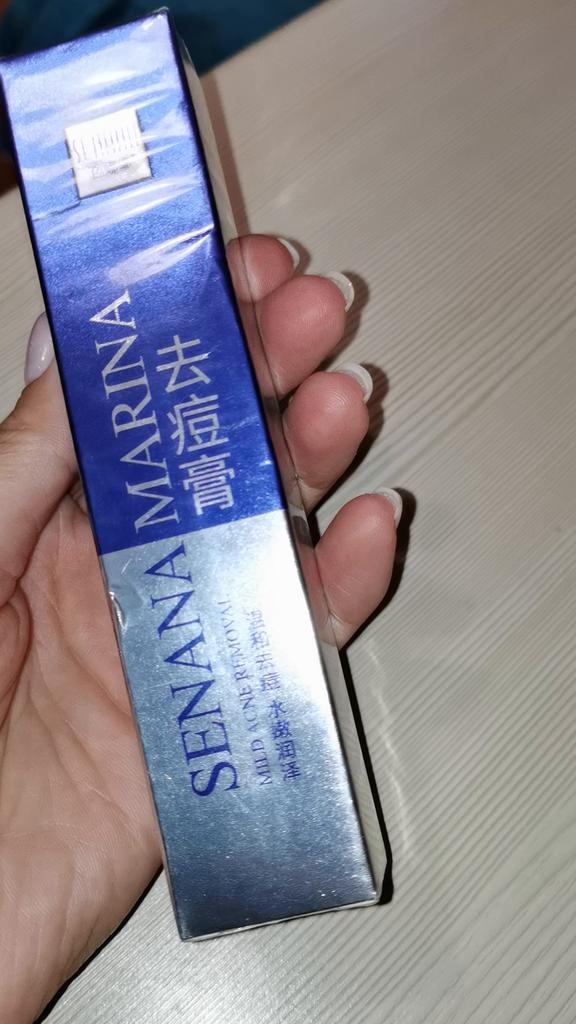 SENANA MARINA
去痘膏
MILD ACNE REMOVAL